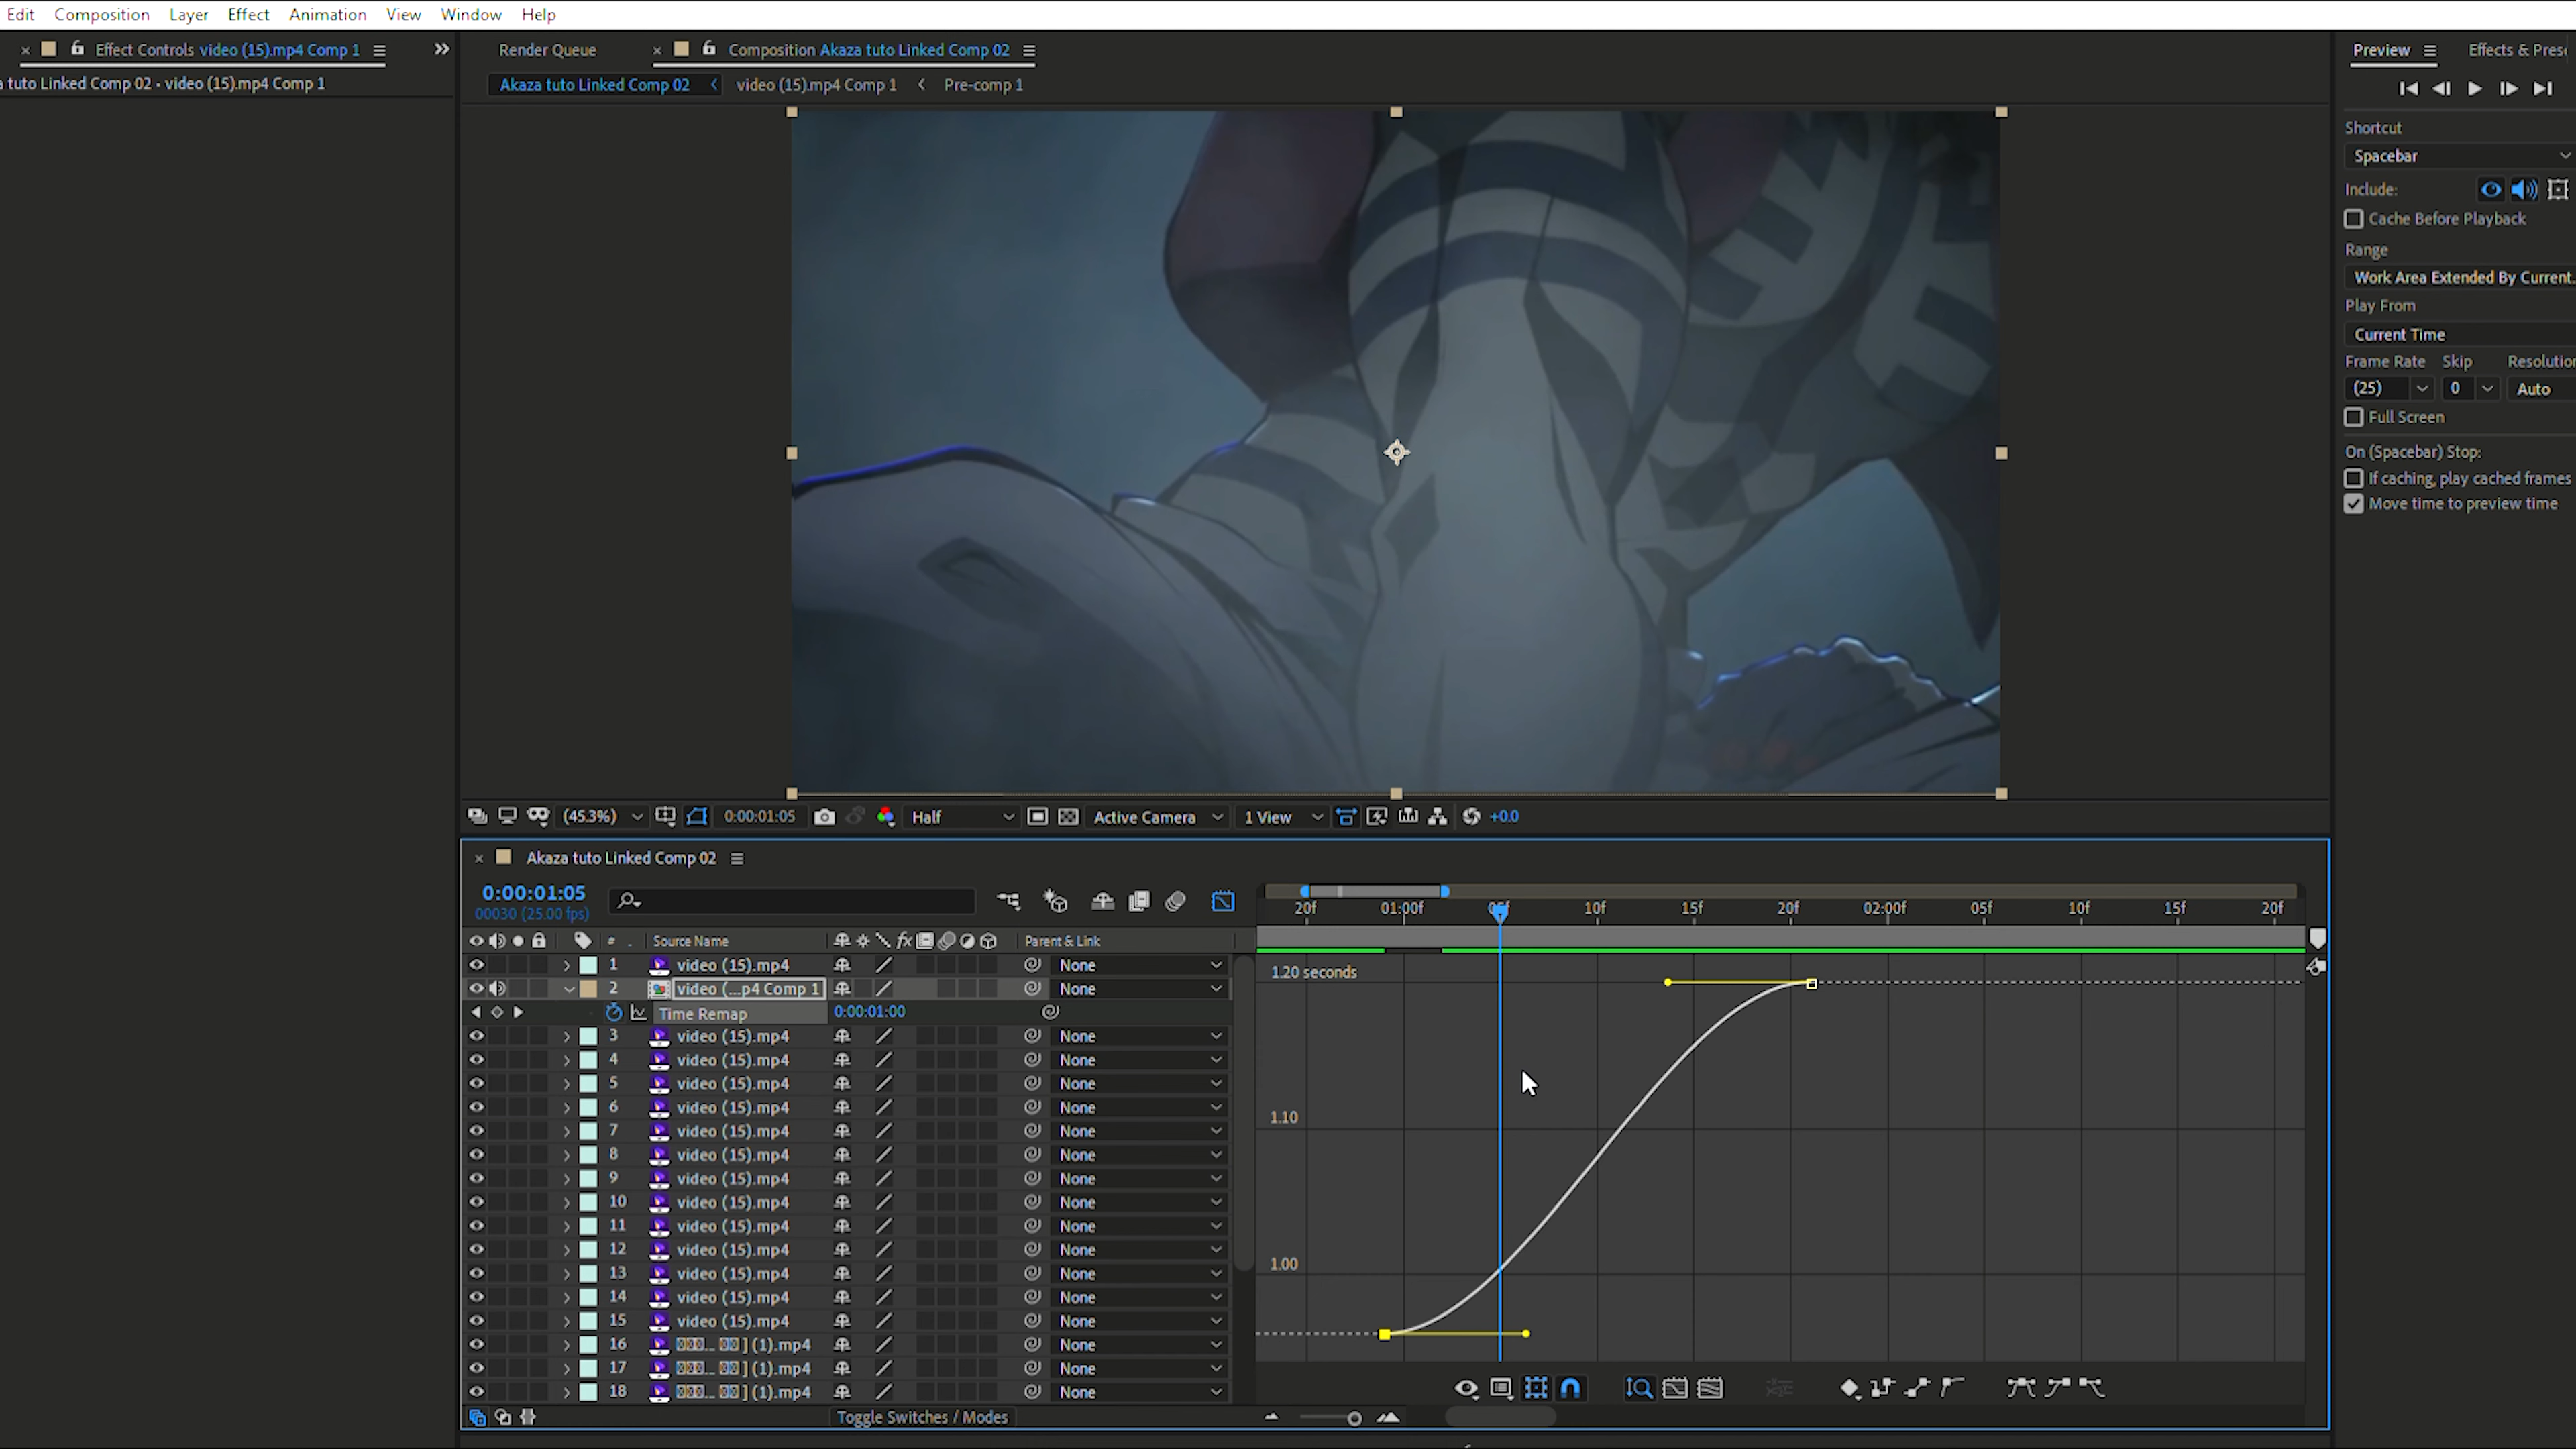 Edit Composition Layer Effect Animation View Window Help
× Effect Controls video (15).mp4 Comp 1
Render Queue
× Composition Akaza tuto Linked Comp 02
Preview
Effects & Pres
tuto Linked Comp 02 • video (15).mp4 Comp 1
Akaza tuto Linked Comp 02 video (15).mp4 Comp 1 Pre-comp 1
Shortcut
Spacebar
Include:
Cache Before Playback
Range
Work Area Extended By Current...
Play From
Current Time
Frame Rate Skip Resolution
(25) 0 Auto
Full Screen
On (Spacebar) Stop:
If caching, play cached frames
Move time to preview time
(45.3%) 0:00:01:05 Half Active Camera 1 View +0.0
× Akaza tuto Linked Comp 02
0:00:01:05
00030 (25.00 fps)
20f 01:00f 05f 10f 15f 20f 02:00f 05f 10f 15f 20f
# . Source Name fx Parent & Link
1 video (15).mp4 None
2 video (...p4 Comp 1 None
Time Remap 0:00:01:00
3 video (15).mp4 None
4 video (15).mp4 None
5 video (15).mp4 None
6 video (15).mp4 None
7 video (15).mp4 None
8 video (15).mp4 None
9 video (15).mp4 None
10 video (15).mp4 None
11 video (15).mp4 None
12 video (15).mp4 None
13 video (15).mp4 None
14 video (15).mp4 None
15 video (15).mp4 None
16 ] (1).mp4 None
17 ] (1).mp4 None
18 ] (1).mp4 None
1.20 seconds
1.10
1.00
Toggle Switches / Modes